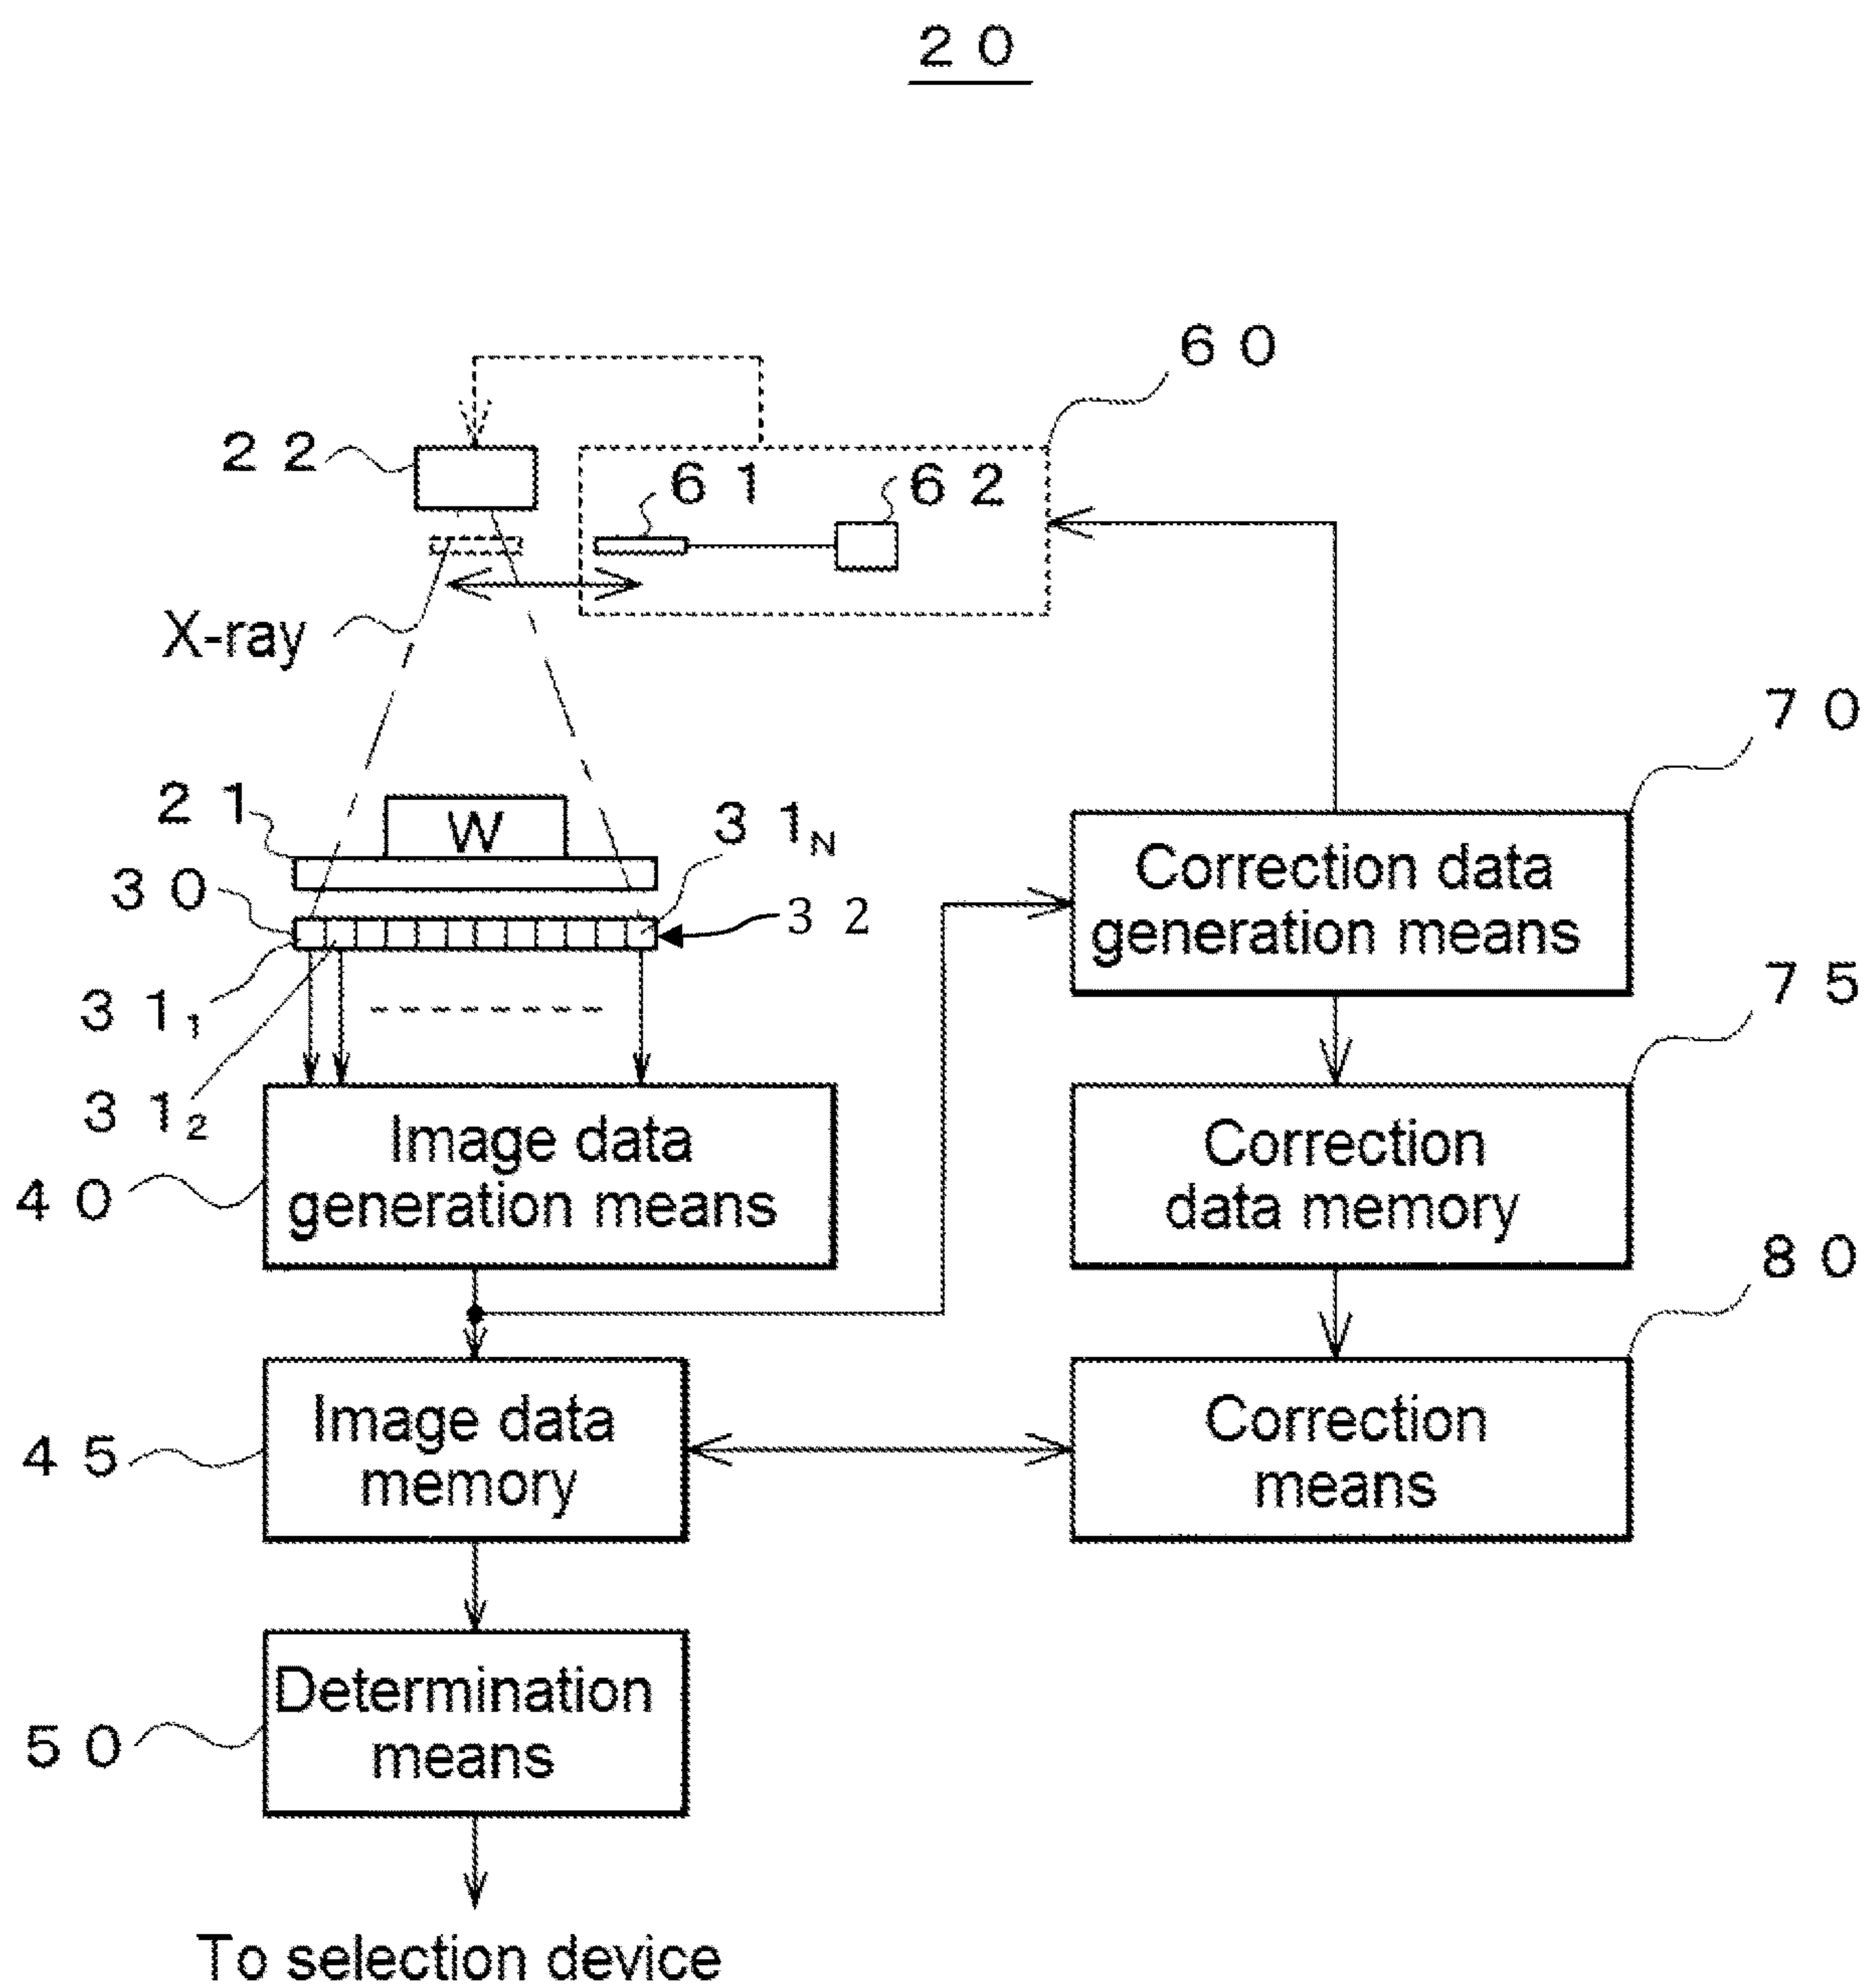 20
60
22
61
62
X-ray
70
21
W
31N
30
32
Correction data
generation means
75
311
312
Image data
generation means
40
Correction
data memory
80
Image data
memory
45
Correction
means
Determination
means
50
To selection device